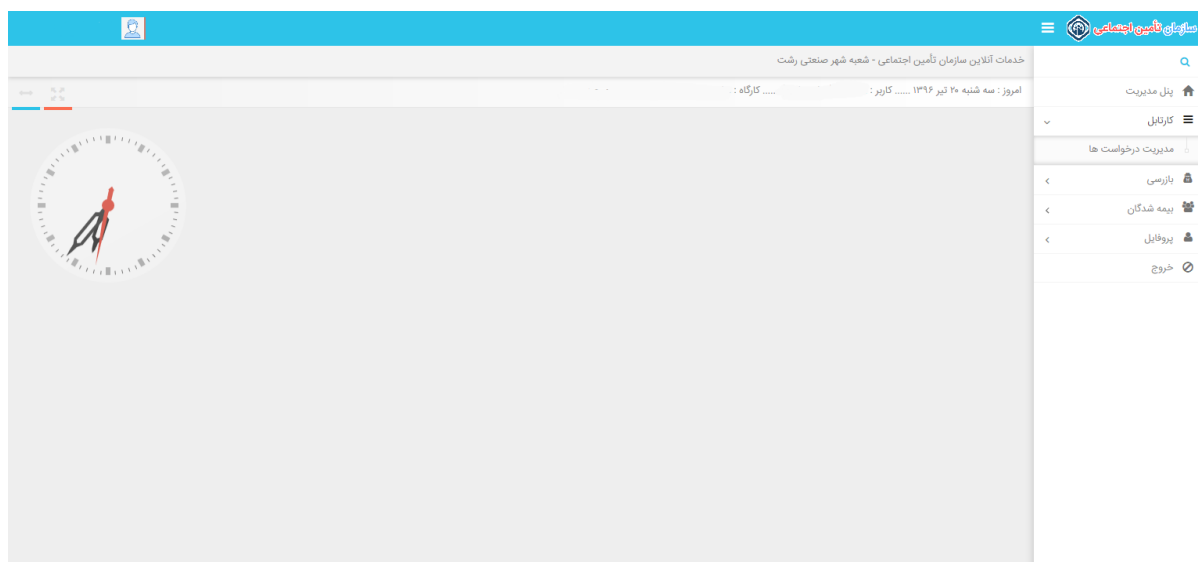 سازمان تأمین اجتماعی
خدمات آنلاین سازمان تأمین اجتماعی - شعبه شهر صنعتی رشت
امروز : سه شنبه ۲۰ تیر ۱۳۹۶ ...... کاربر : ..... کارگاه :
پنل مدیریت
کارتابل
مدیریت درخواست ها
بازرسی
بیمه شدگان
پروفایل
خروج